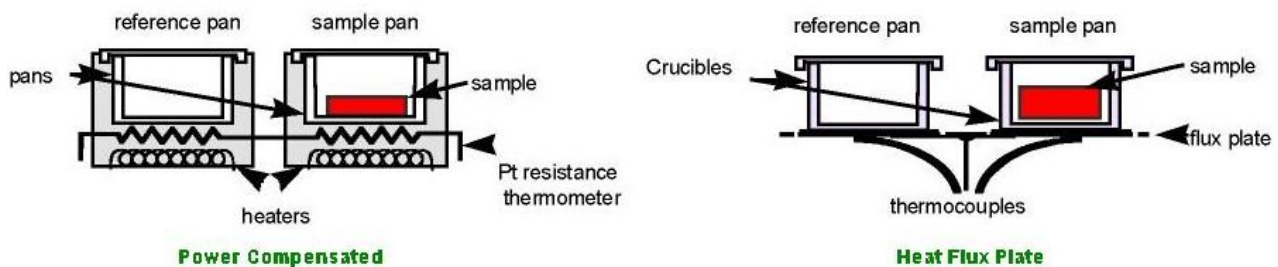 reference pan
sample pan
pans
sample
Pt resistance
thermometer
heaters
Power Compensated
reference pan
sample pan
Crucibles
sample
flux plate
thermocouples
Heat Flux Plate